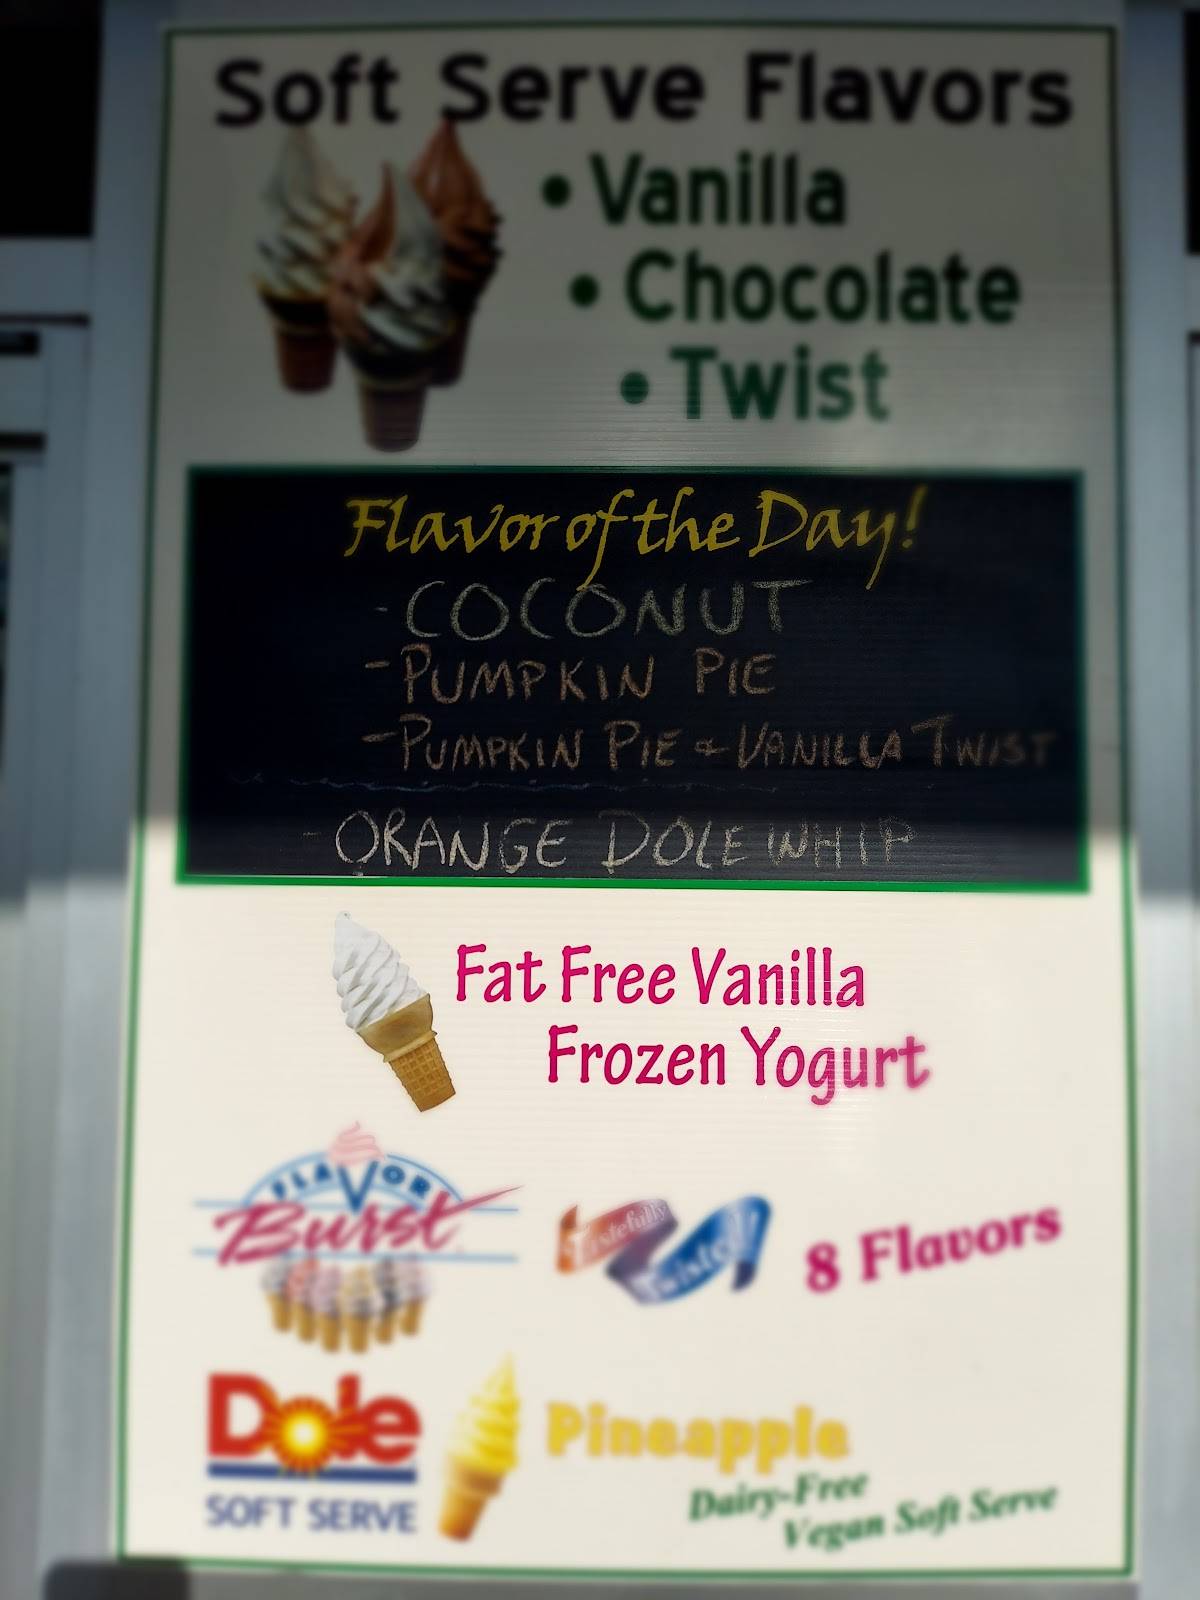 Soft Serve Flavors
• Vanilla
• Chocolate
• Twist
Flavor of the Day!
- COCONUT
- PUMPKIN PIE
- PUMPKIN PIE & VANILLA TWIST
- ORANGE DOLE WHIP
Fat Free Vanilla
Frozen Yogurt
FLAVOR
Burst
Tastefully
Twisted!
8 Flavors
Dole
SOFT SERVE
Pineapple
Dairy-Free
Vegan Soft Serve